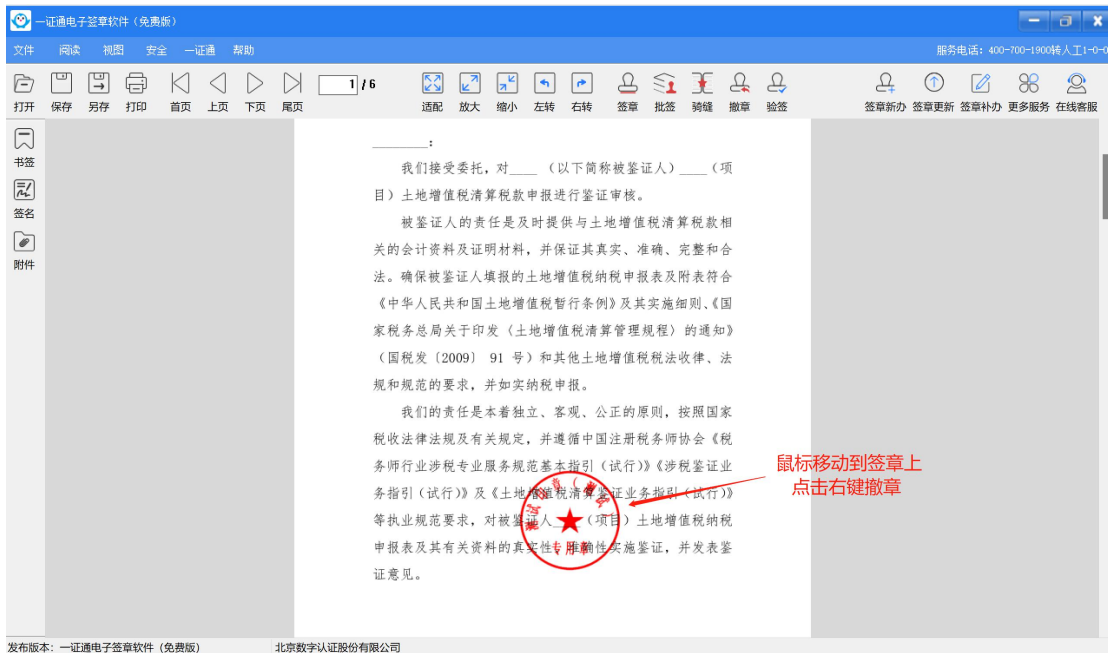 一证通电子签章软件（免费版）
文件 阅读 视图 安全 一证通 帮助
服务电话：400-700-1900转人工1-0-0
1 / 6
打开 保存 另存 打印 首页 上页 下页 尾页 适配 放大 缩小 左转 右转 签章 批签 骑缝 撤章 验签 签章新办 签章更新 签章补办 更多服务 在线客服
书签
签名
附件
________：
我们接受委托，对____（以下简称被鉴证人）____（项
目）土地增值税清算税款申报进行鉴证审核。
被鉴证人的责任是及时提供与土地增值税清算税款相
关的会计资料及证明材料，并保证其真实、准确、完整和合
法。确保被鉴证人填报的土地增值税纳税申报表及附表符合
《中华人民共和国土地增值税暂行条例》及其实施细则、《国
家税务总局关于印发〈土地增值税清算管理规程〉的通知》
（国税发〔2009〕 91 号）和其他土地增值税税法收律、法
规和规范的要求，并如实纳税申报。
我们的责任是本着独立、客观、公正的原则，按照国家
税收法律法规及有关规定，并遵循中国注册税务师协会《税
务师行业涉税专业服务规范基本指引（试行）》《涉税鉴证业
务指引（试行）》及《土地增值税清算鉴证业务指引（试行）》
等执业规范要求，对被鉴证人____（项目）土地增值税纳税
申报表及其有关资料的真实性、准确性实施鉴证，并发表鉴
证意见。
专用章
鼠标移动到签章上
点击右键撤章
发布版本：一证通电子签章软件（免费版） 北京数字认证股份有限公司